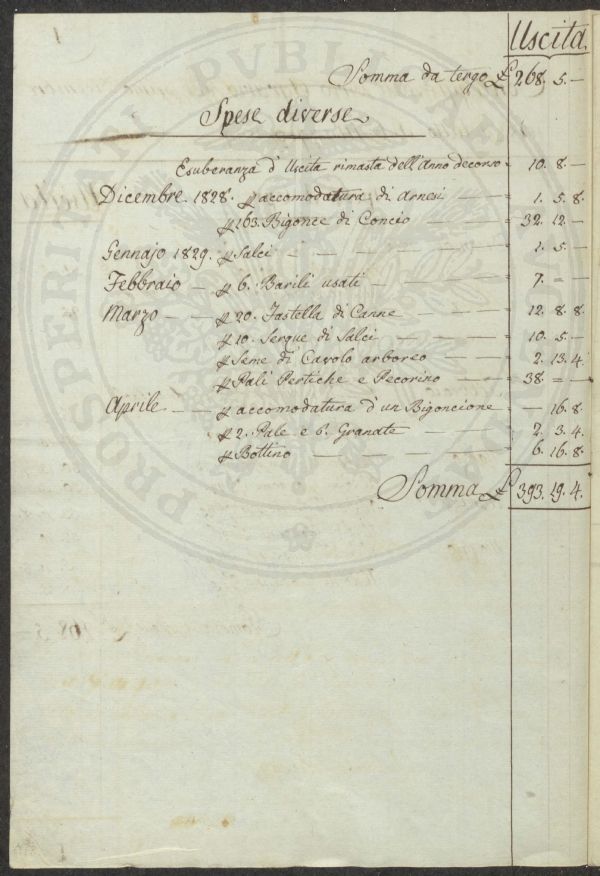 Uscita
Somma da tergo £ 268. 5. —
Spese diverse
Esuberanza d'Uscita rimasta dell'Anno decorso = 10. 8. —
Dicembre. 1828. p accomodatura di arnesi — 1. 5. 8.
p 163. Bigonce di Concio — 32. 12. —
Gennajo 1829. p Salci — — 1. 5. —
Febbraio — p 6. Barili usati — 7. = —
Marzo — — p 20. Fastella di Canne — 12. 8. 8.
p 10. Serque di Salci — 10. 5. —
p Seme di Cavolo arboreo — — 2. 13. 4.
p Pali Pertiche e Pecorino — 38. = —
Aprile — — p accomodatura d'un Bigoncione = — 16. 8.
p 2. Pale e 6. Granate — 2. 3. 4.
p Bottino — — — 6. 16. 8.
Somma £ 393. 19. 4.
PROSPERITATI PVBLICAE AVGENDAE